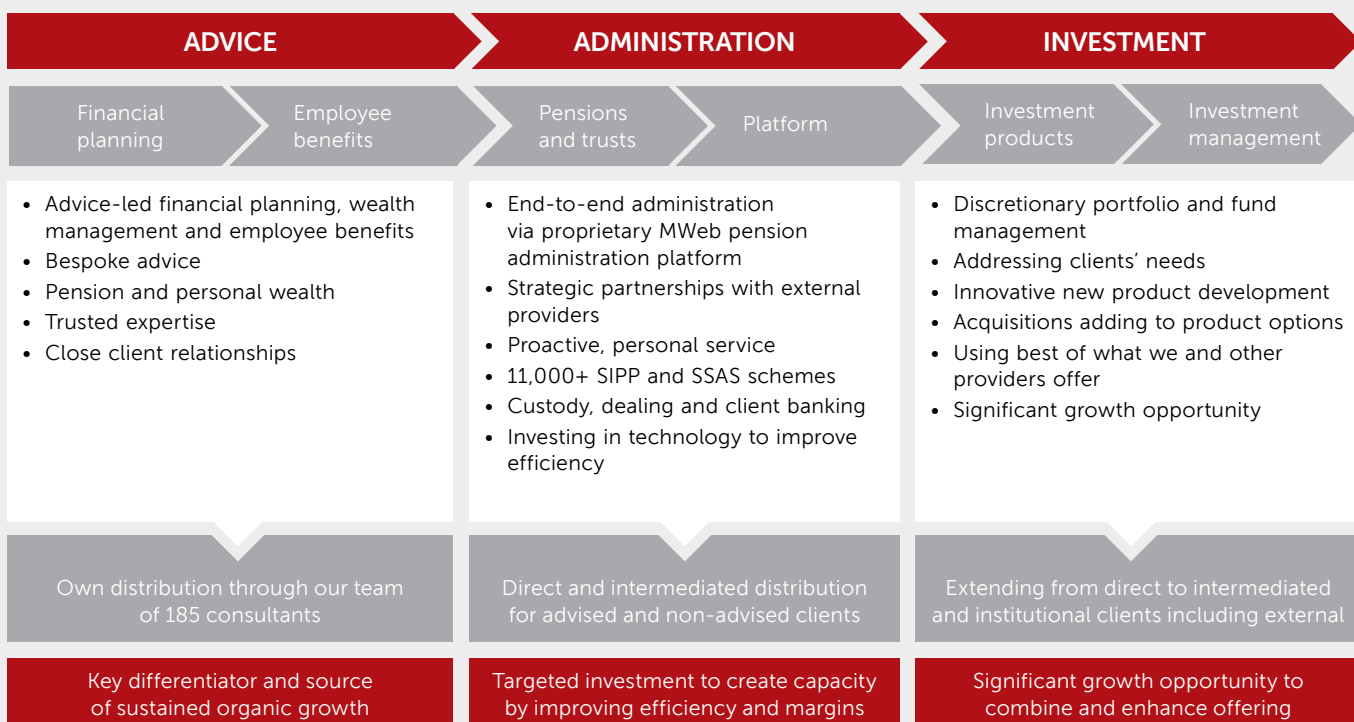 ADVICE
ADMINISTRATION
INVESTMENT
Financial
planning
Employee
benefits
Pensions
and trusts
Platform
Investment
products
Investment
management
• Advice-led financial planning, wealth
management and employee benefits
• Bespoke advice
• Pension and personal wealth
• Trusted expertise
• Close client relationships
• End-to-end administration
via proprietary MWeb pension
administration platform
• Strategic partnerships with external
providers
• Proactive, personal service
• 11,000+ SIPP and SSAS schemes
• Custody, dealing and client banking
• Investing in technology to improve
efficiency
• Discretionary portfolio and fund
management
• Addressing clients’ needs
• Innovative new product development
• Acquisitions adding to product options
• Using best of what we and other
providers offer
• Significant growth opportunity
Own distribution through our team
of 185 consultants
Direct and intermediated distribution
for advised and non-advised clients
Extending from direct to intermediated
and institutional clients including external
Key differentiator and source
of sustained organic growth
Targeted investment to create capacity
by improving efficiency and margins
Significant growth opportunity to
combine and enhance offering